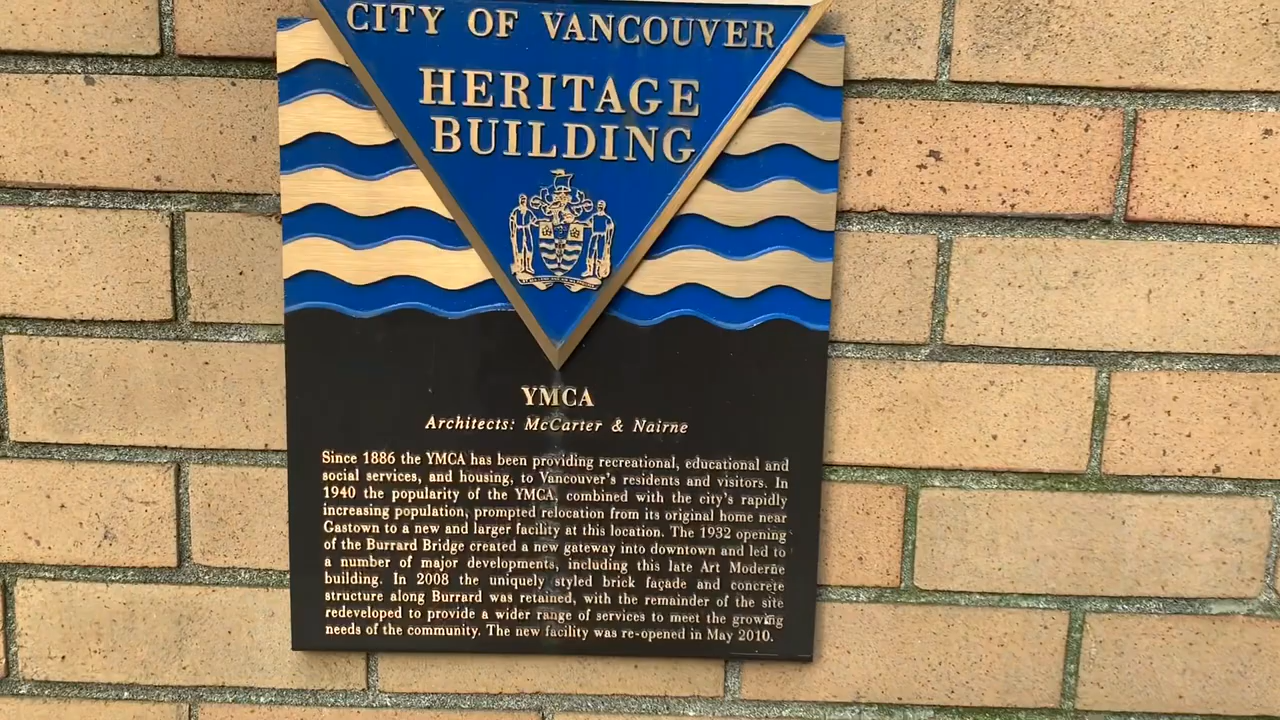 CITY OF VANCOUVER
HERITAGE
BUILDING
YMCA
Architects: McCarter & Nairne
Since 1886 the YMCA has been providing recreational, educational and
social services, and housing, to Vancouver's residents and visitors. In
1940 the popularity of the YMCA, combined with the city's rapidly
increasing population, prompted relocation from its original home near
Gastown to a new and larger facility at this location. The 1932 opening
of the Burrard Bridge created a new gateway into downtown and led to
a number of major developments, including this late Art Moderne
building. In 2008 the uniquely styled brick façade and concrete
structure along Burrard was retained, with the remainder of the site
redeveloped to provide a wider range of services to meet the growing
needs of the community. The new facility was re-opened in May 2010.